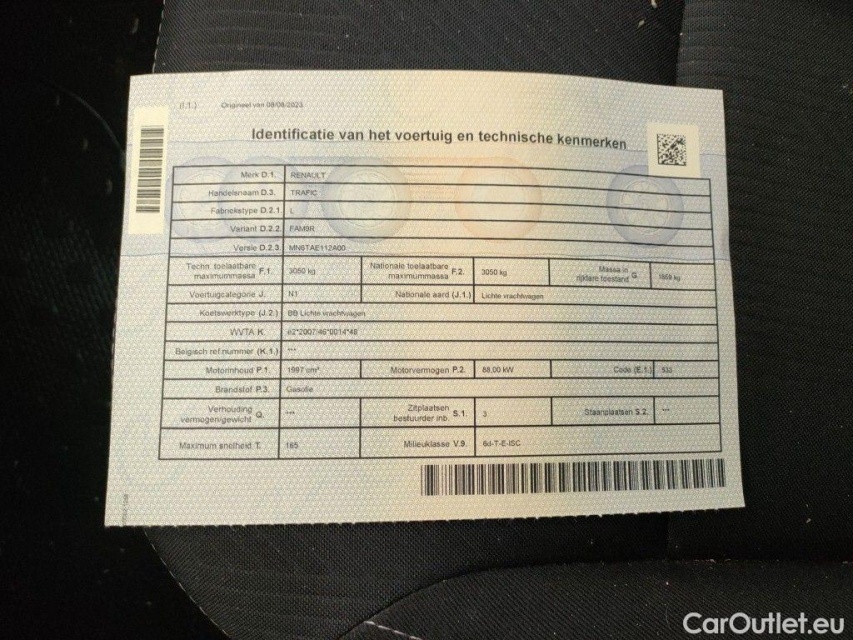 (I.1.) Origineel van 08/08/2023
Identificatie van het voertuig en technische kenmerken
Merk D.1. RENAULT
Handelsnaam D.3. TRAFIC
Fabriekstype D.2.1. L
Variant D.2.2. FAM9R
Versie D.2.3. MN6TAE112A00
Techn. toelaatbare maximummassa F.1. 3050 kg Nationale toelaatbare maximummassa F.2. 3050 kg Massa in rijklare toestand G. kg
Voertuigcategorie J. N1 Nationale aard (J.1.) Lichte vrachtwagen
Koetswerktype (J.2.) BB Lichte vrachtwagen
WVTA K. e2*2007/46*0014*48
Belgisch ref.nummer (K.1.) ***
Motorinhoud P.1. 1997 cm³ Motorvermogen P.2. 88,00 kW Code (E.1.) 533
Brandstof P.3. Gasolie
Verhouding vermogen/gewicht Q. *** Zitplaatsen bestuurder inb. S.1. 3 Staanplaatsen S.2. ***
Maximum snelheid T. 165 Milieuklasse V.9. 6d-T-E-ISC
CarOutlet.eu